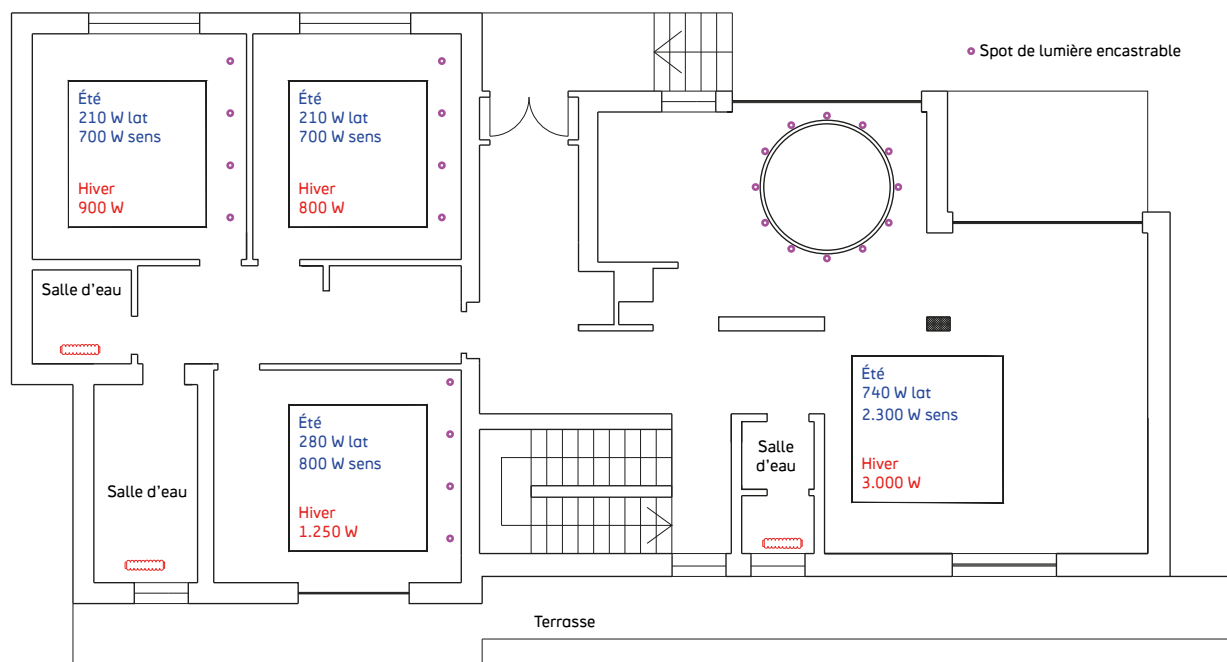 Spot de lumière encastrable
Été
210 W lat
700 W sens
Hiver
900 W
Été
210 W lat
700 W sens
Hiver
800 W
Salle d'eau
Été
280 W lat
800 W sens
Hiver
1.250 W
Salle d'eau
Salle
d'eau
Été
740 W lat
2.300 W sens
Hiver
3.000 W
Terrasse